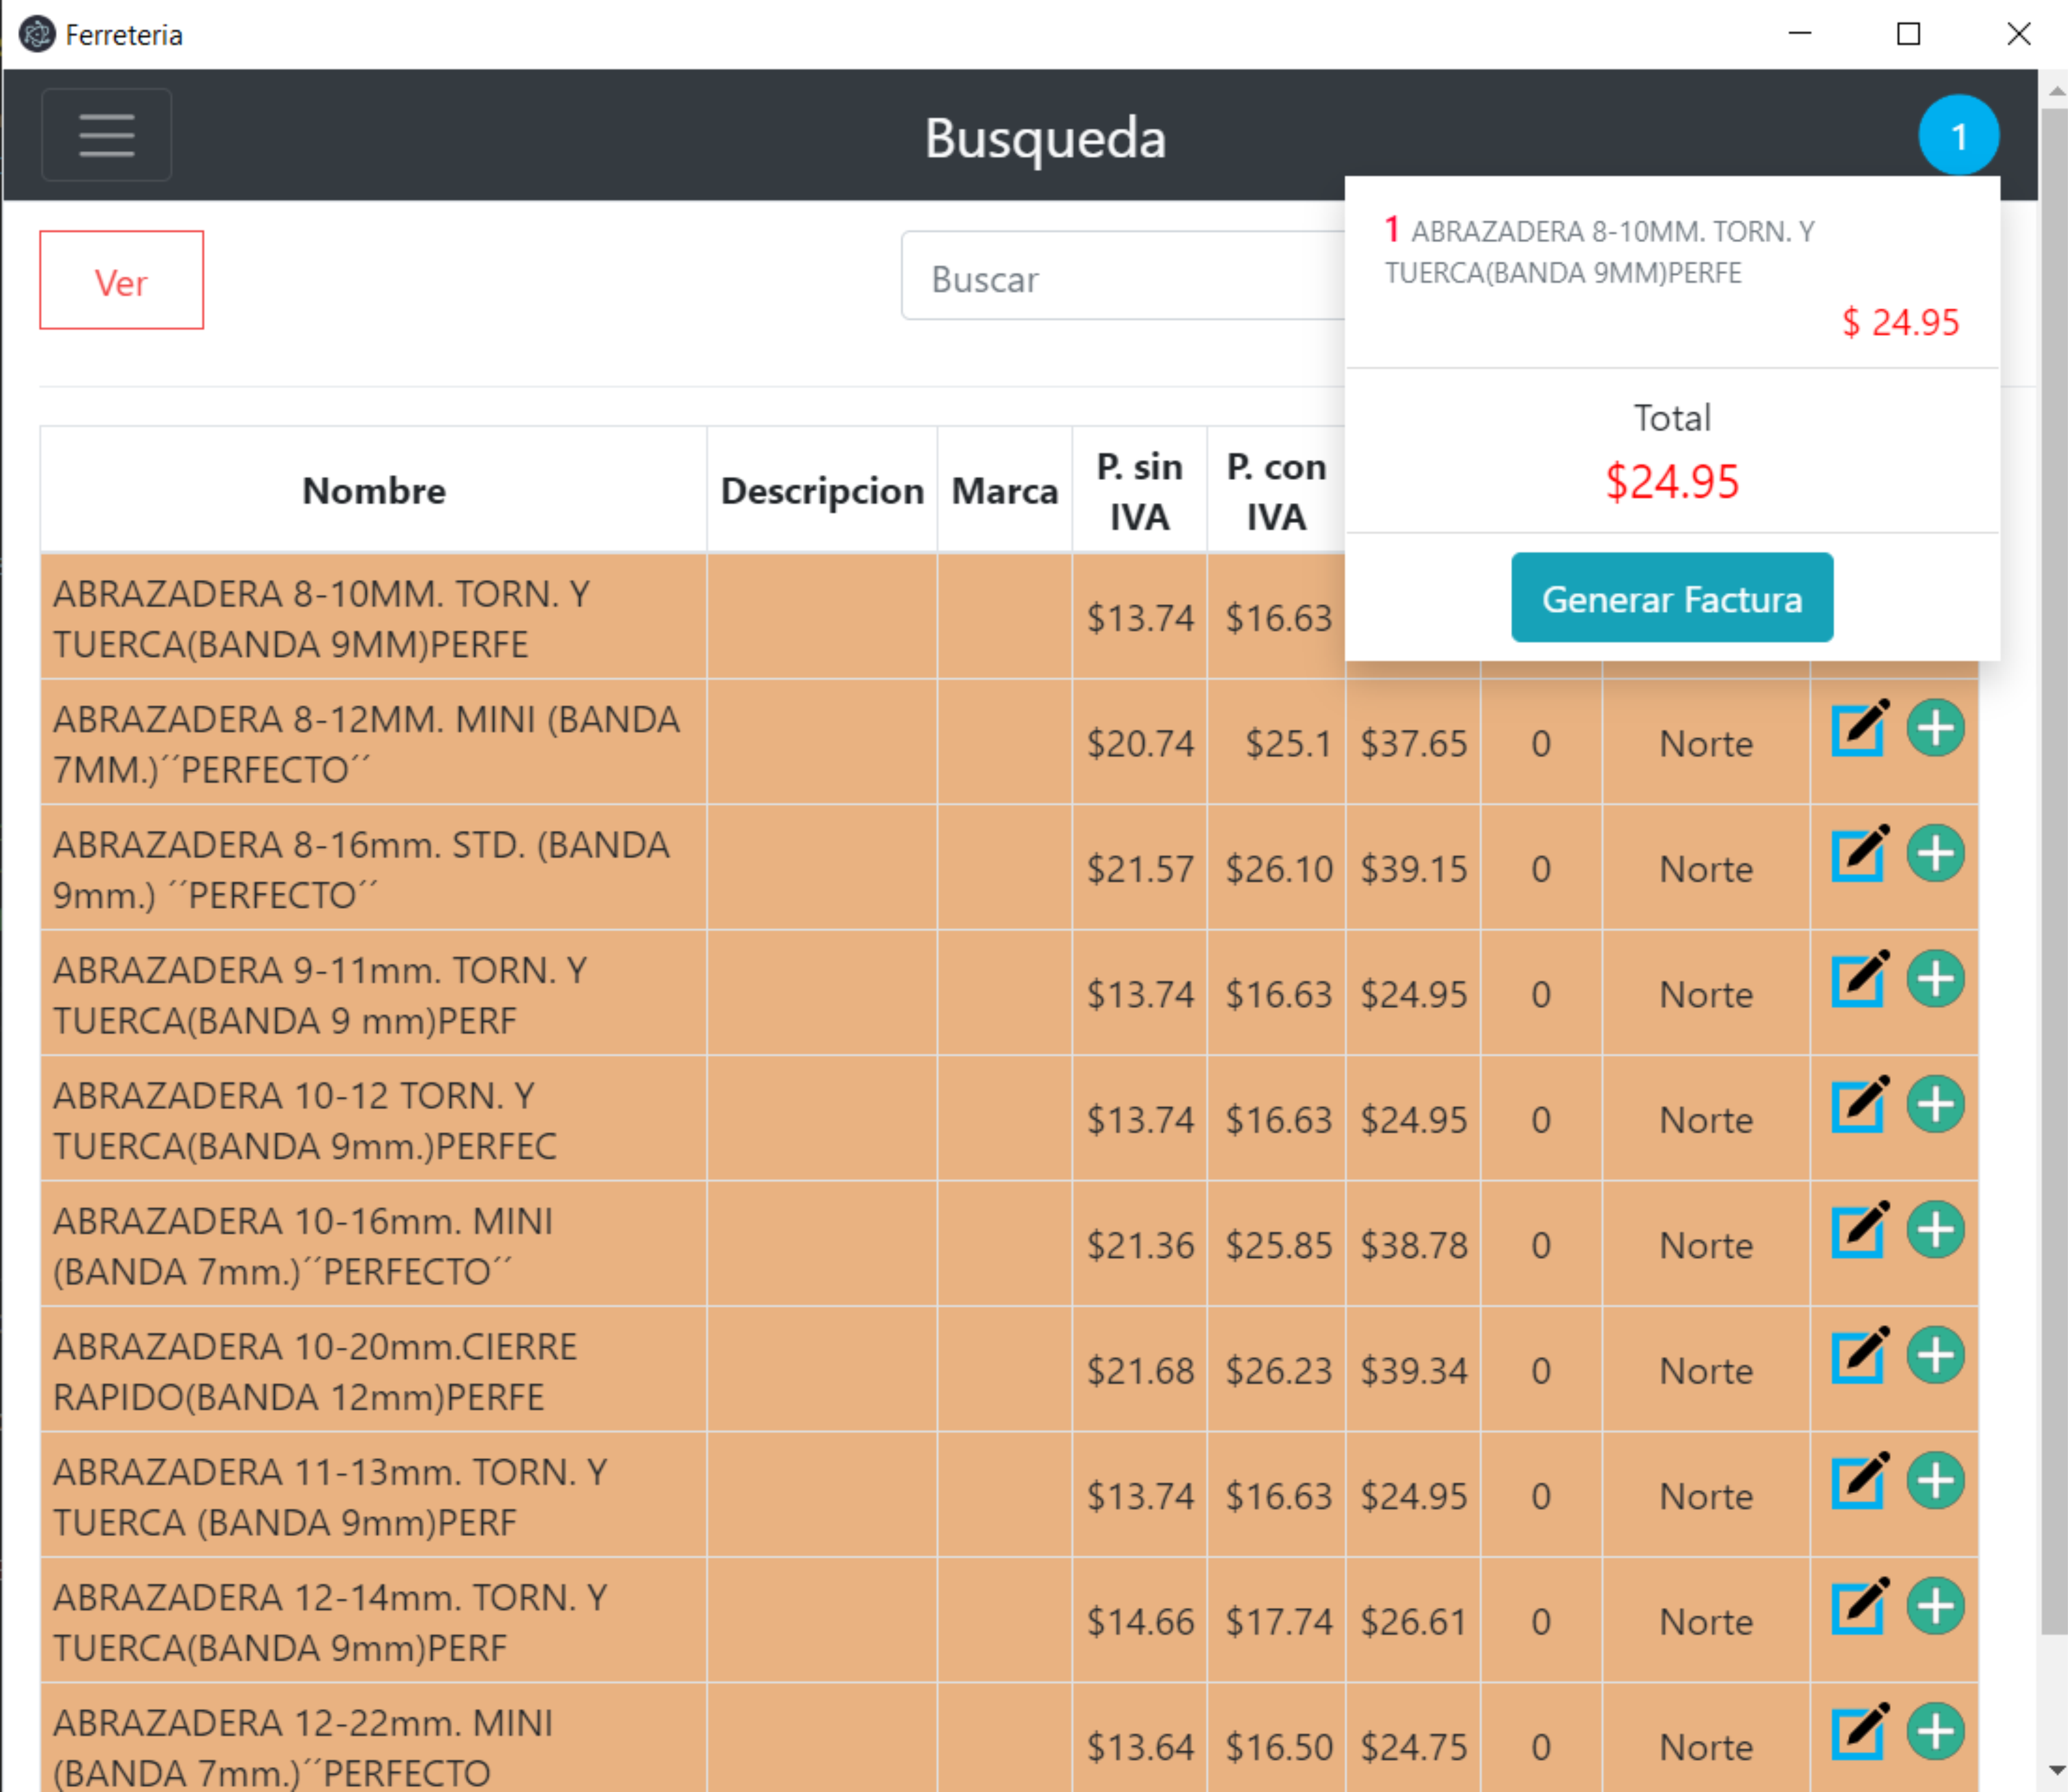 Ferreteria
Busqueda
1
Ver
Buscar
1 ABRAZADERA 8-10MM. TORN. Y
TUERCA(BANDA 9MM)PERFE
$ 24.95
Total
$24.95
Generar Factura
Nombre Descripcion Marca P. sin IVA P. con IVA
ABRAZADERA 8-10MM. TORN. Y
TUERCA(BANDA 9MM)PERFE
$13.74 $16.63
ABRAZADERA 8-12MM. MINI (BANDA
7MM.)´´PERFECTO´´
$20.74 $25.1 $37.65 0 Norte
ABRAZADERA 8-16mm. STD. (BANDA
9mm.) ´´PERFECTO´´
$21.57 $26.10 $39.15 0 Norte
ABRAZADERA 9-11mm. TORN. Y
TUERCA(BANDA 9 mm)PERF
$13.74 $16.63 $24.95 0 Norte
ABRAZADERA 10-12 TORN. Y
TUERCA(BANDA 9mm.)PERFEC
$13.74 $16.63 $24.95 0 Norte
ABRAZADERA 10-16mm. MINI
(BANDA 7mm.)´´PERFECTO´´
$21.36 $25.85 $38.78 0 Norte
ABRAZADERA 10-20mm.CIERRE
RAPIDO(BANDA 12mm)PERFE
$21.68 $26.23 $39.34 0 Norte
ABRAZADERA 11-13mm. TORN. Y
TUERCA (BANDA 9mm)PERF
$13.74 $16.63 $24.95 0 Norte
ABRAZADERA 12-14mm. TORN. Y
TUERCA(BANDA 9mm)PERF
$14.66 $17.74 $26.61 0 Norte
ABRAZADERA 12-22mm. MINI
(BANDA 7mm.)´´PERFECTO
$13.64 $16.50 $24.75 0 Norte